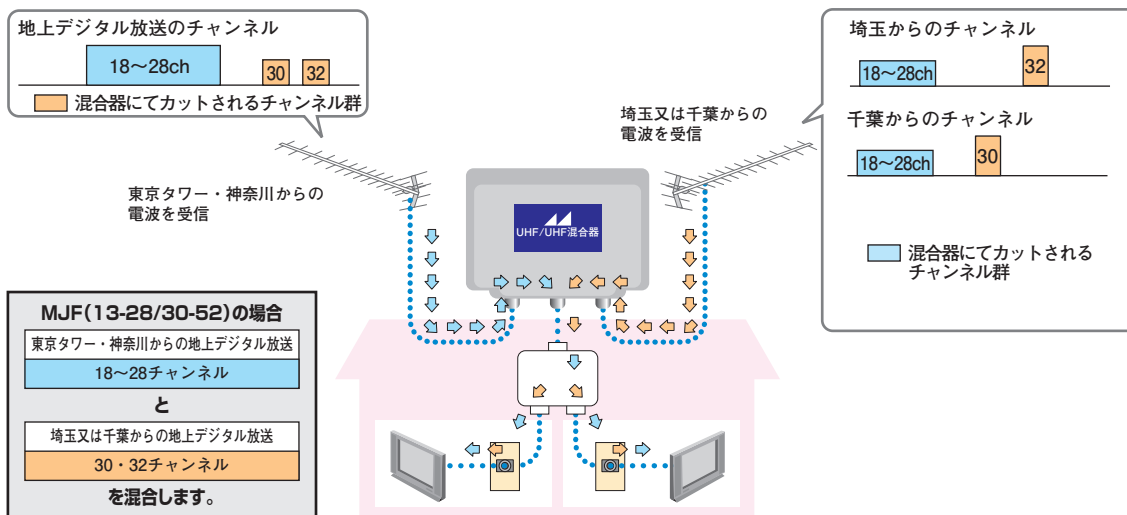 地上デジタル放送のチャンネル
18〜28ch
30
32
混合器にてカットされるチャンネル群
東京タワー・神奈川からの
電波を受信
UHF/UHF混合器
埼玉又は千葉からの
電波を受信
埼玉からのチャンネル
18〜28ch
32
千葉からのチャンネル
18〜28ch
30
混合器にてカットされる
チャンネル群
MJF(13-28/30-52)の場合
東京タワー・神奈川からの地上デジタル放送
18〜28チャンネル
と
埼玉又は千葉からの地上デジタル放送
30・32チャンネル
を混合します。